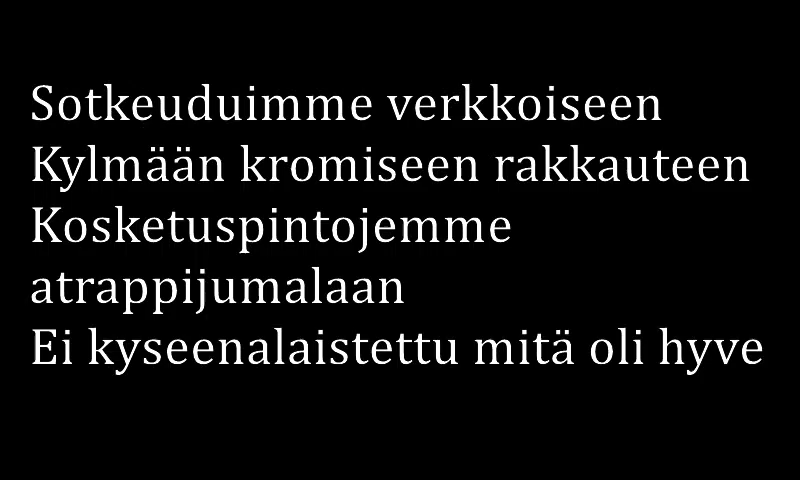 Sotkeuduimme verkkoiseen
Kylmään kromiseen rakkauteen
Kosketuspintojemme
atrappijumalaan
Ei kyseenalaistettu mitä oli hyve